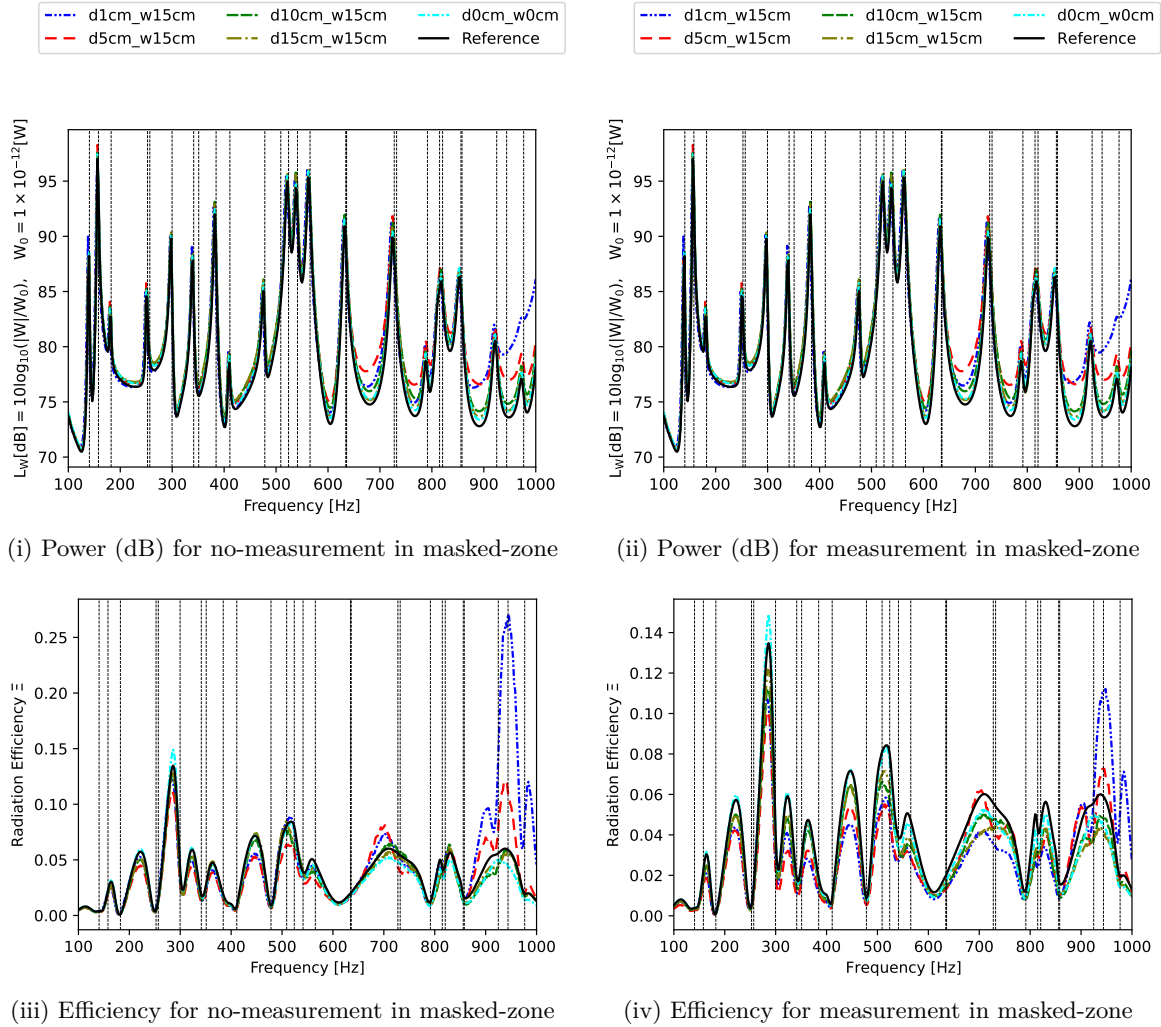 d1cm_w15cm d10cm_w15cm d0cm_w0cm
d5cm_w15cm d15cm_w15cm Reference
d1cm_w15cm d10cm_w15cm d0cm_w0cm
d5cm_w15cm d15cm_w15cm Reference
L_W[dB] = 10log_10(|W|/W_0), W_0 = 1 × 10^−12[W]
95
90
85
80
75
70
100 200 300 400 500 600 700 800 900 1000
Frequency [Hz]
(i) Power (dB) for no-measurement in masked-zone
L_W[dB] = 10log_10(|W|/W_0), W_0 = 1 × 10^−12[W]
95
90
85
80
75
70
100 200 300 400 500 600 700 800 900 1000
Frequency [Hz]
(ii) Power (dB) for measurement in masked-zone
Radiation Efficiency Ξ
0.25
0.20
0.15
0.10
0.05
0.00
100 200 300 400 500 600 700 800 900 1000
Frequency [Hz]
(iii) Efficiency for no-measurement in masked-zone
Radiation Efficiency Ξ
0.14
0.12
0.10
0.08
0.06
0.04
0.02
0.00
100 200 300 400 500 600 700 800 900 1000
Frequency [Hz]
(iv) Efficiency for measurement in masked-zone